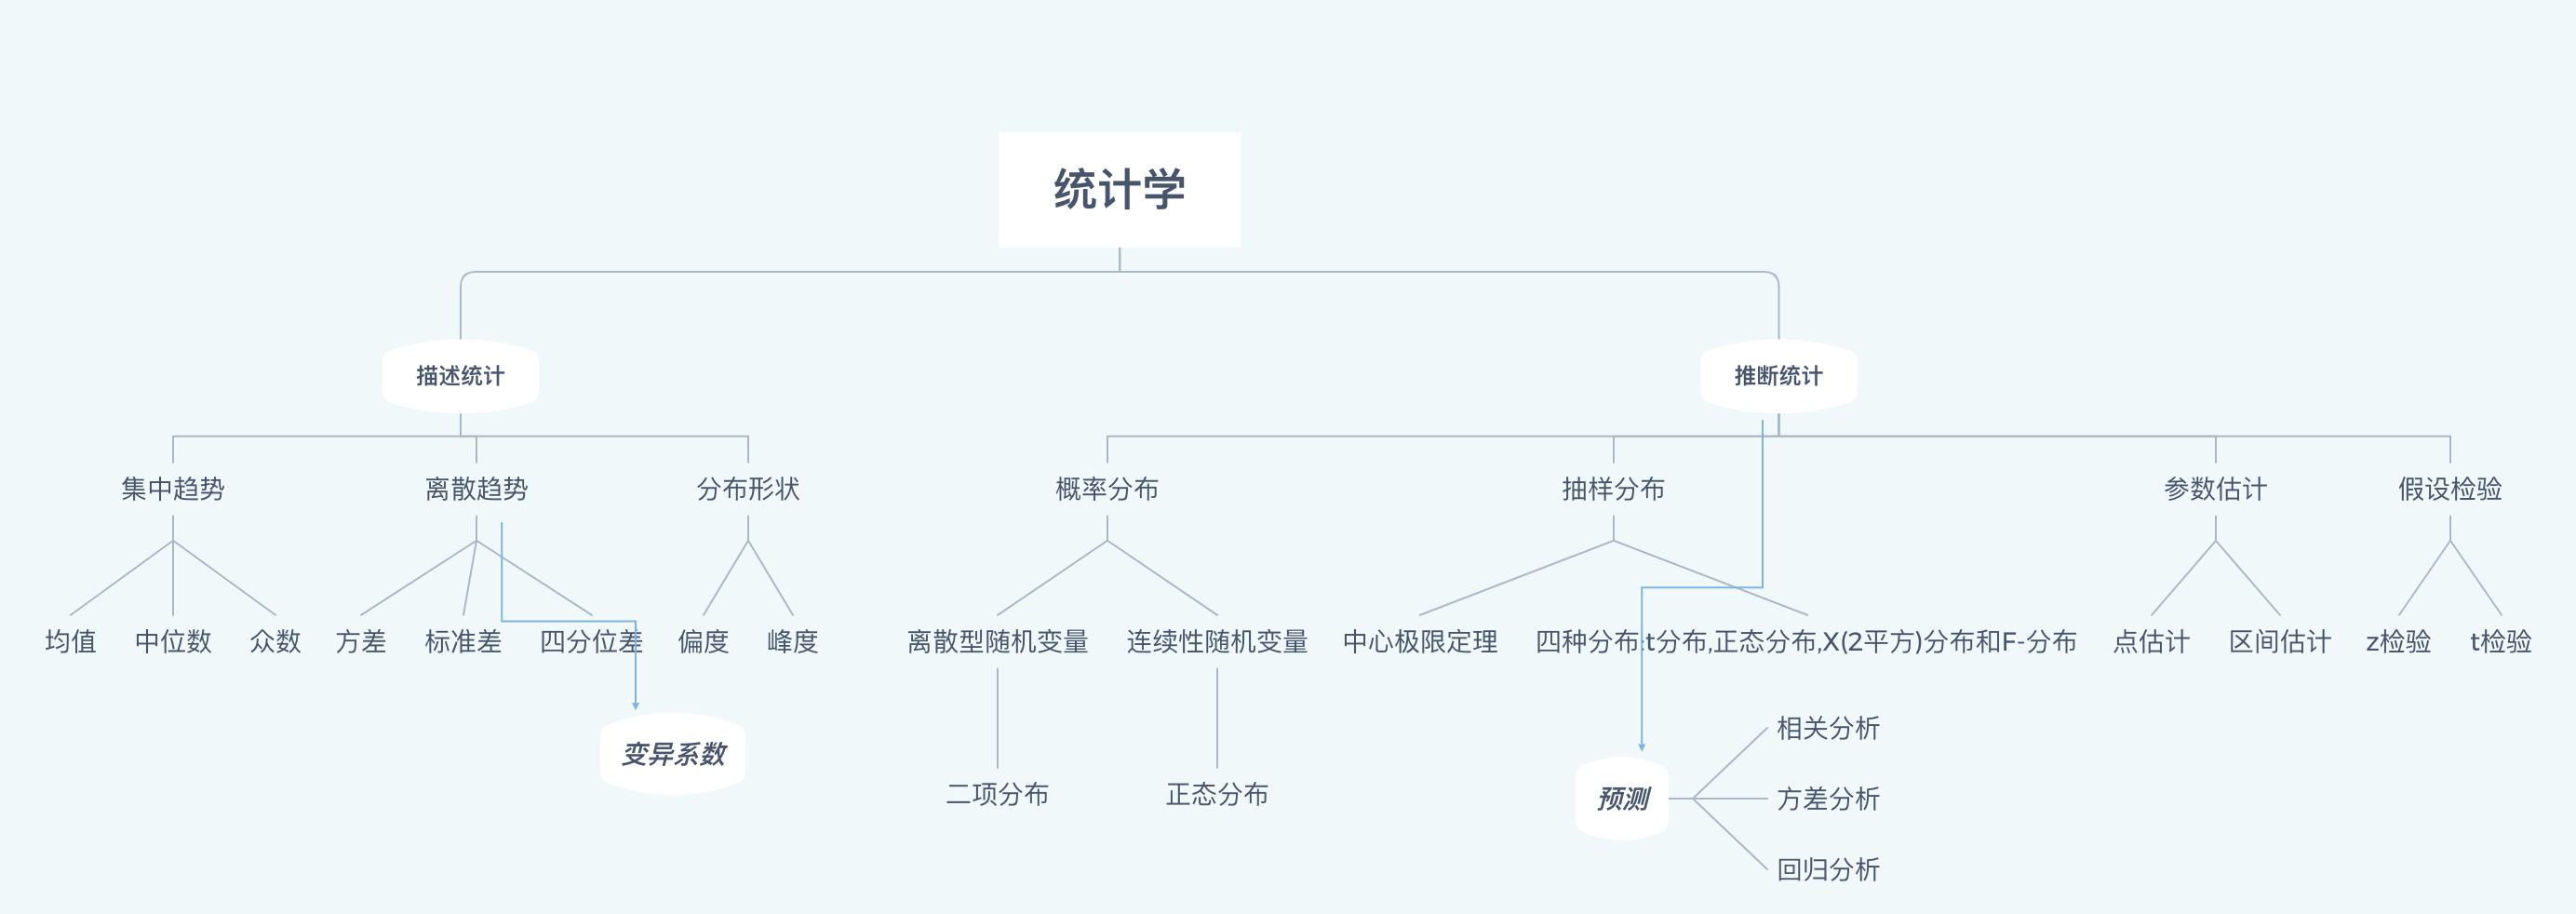 统计学
描述统计
推断统计
集中趋势
离散趋势
分布形状
概率分布
抽样分布
参数估计
假设检验
均值
中位数
众数
方差
标准差
四分位差
偏度
峰度
离散型随机变量
连续性随机变量
中心极限定理
四种分布:t分布,正态分布,X(2平方)分布和F-分布
点估计
区间估计
z检验
t检验
变异系数
二项分布
正态分布
预测
相关分析
方差分析
回归分析